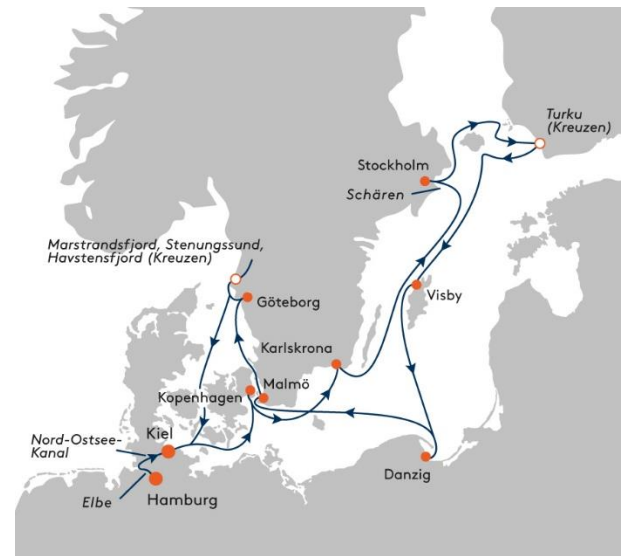 Turku
(Kreuzen)
Stockholm
Schären
Marstrandsfjord, Stenungssund,
Havstensfjord (Kreuzen)
Göteborg
Visby
Karlskrona
Malmö
Kopenhagen
Nord-Ostsee-
Kanal
Kiel
Danzig
Elbe
Hamburg